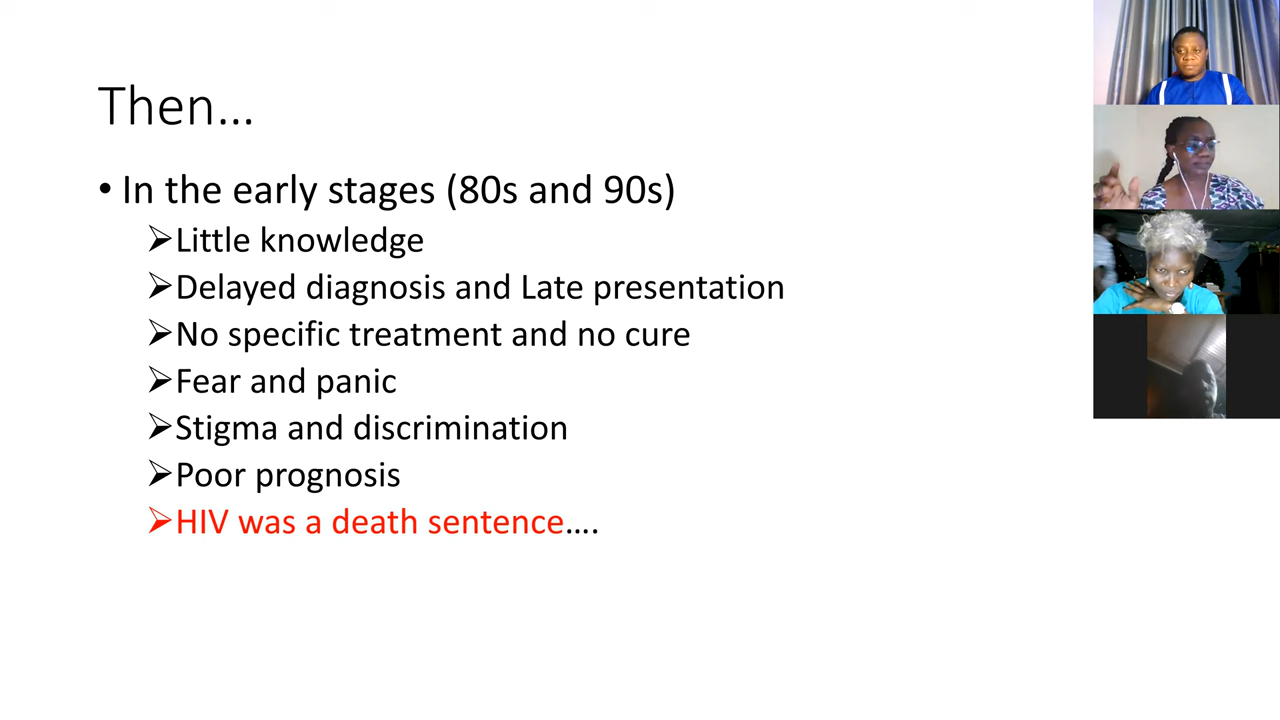 Then...
• In the early stages (80s and 90s)
➢Little knowledge
➢Delayed diagnosis and Late presentation
➢No specific treatment and no cure
➢Fear and panic
➢Stigma and discrimination
➢Poor prognosis
➢HIV was a death sentence....